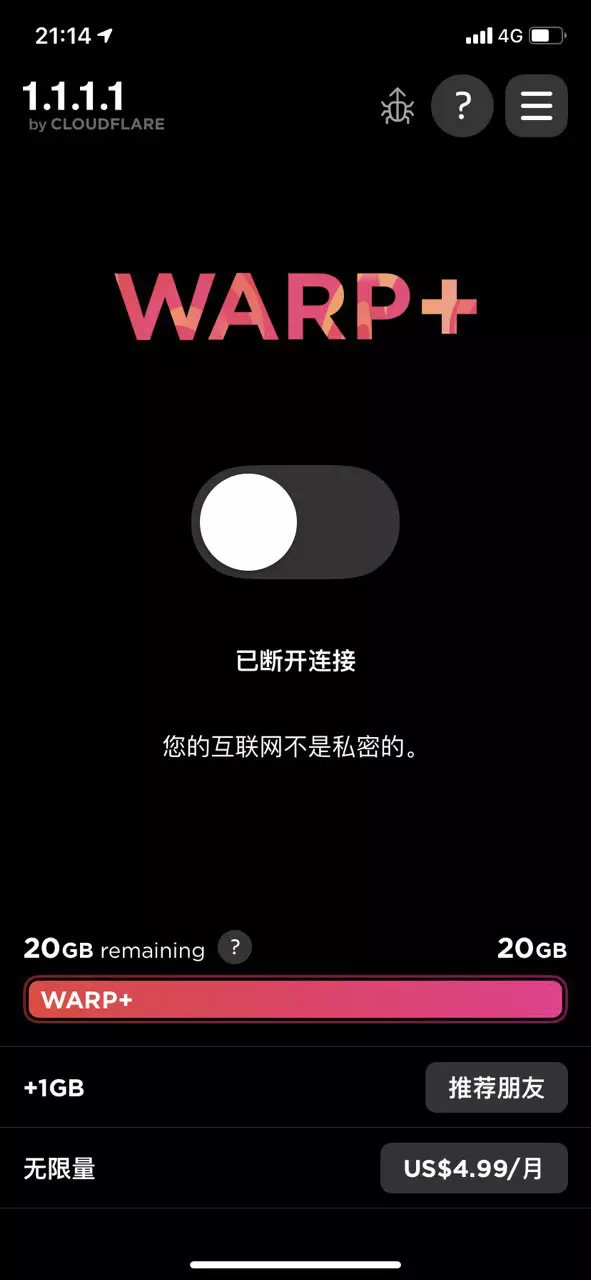 21:14
4G
1.1.1.1
by CLOUDFLARE
?
WARP+
已断开连接
您的互联网不是私密的。
20GB remaining ? 20GB
WARP+
+1GB 推荐朋友
无限量 US$4.99/月